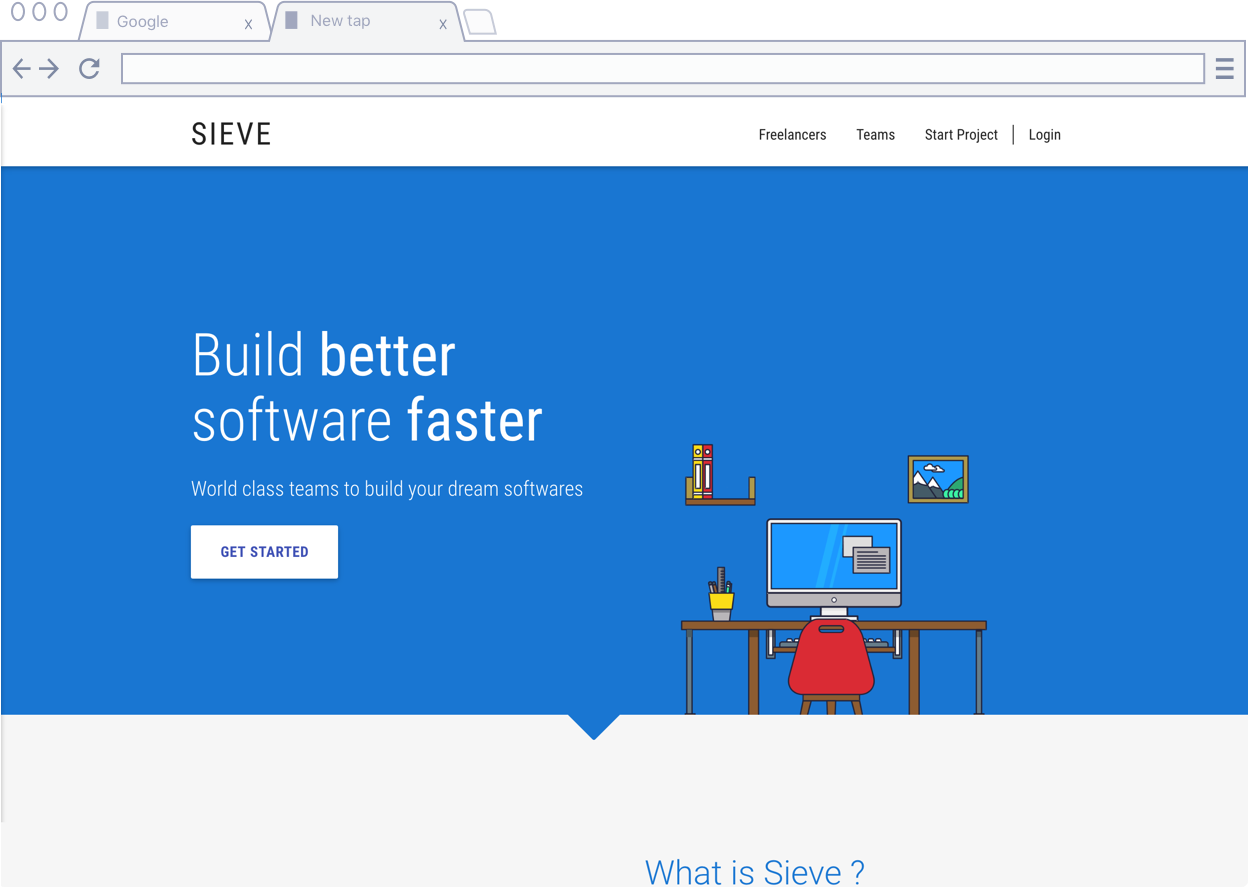 Google x New tap x
SIEVE
Freelancers Teams Start Project | Login
Build better
software faster
World class teams to build your dream softwares
GET STARTED
What is Sieve ?